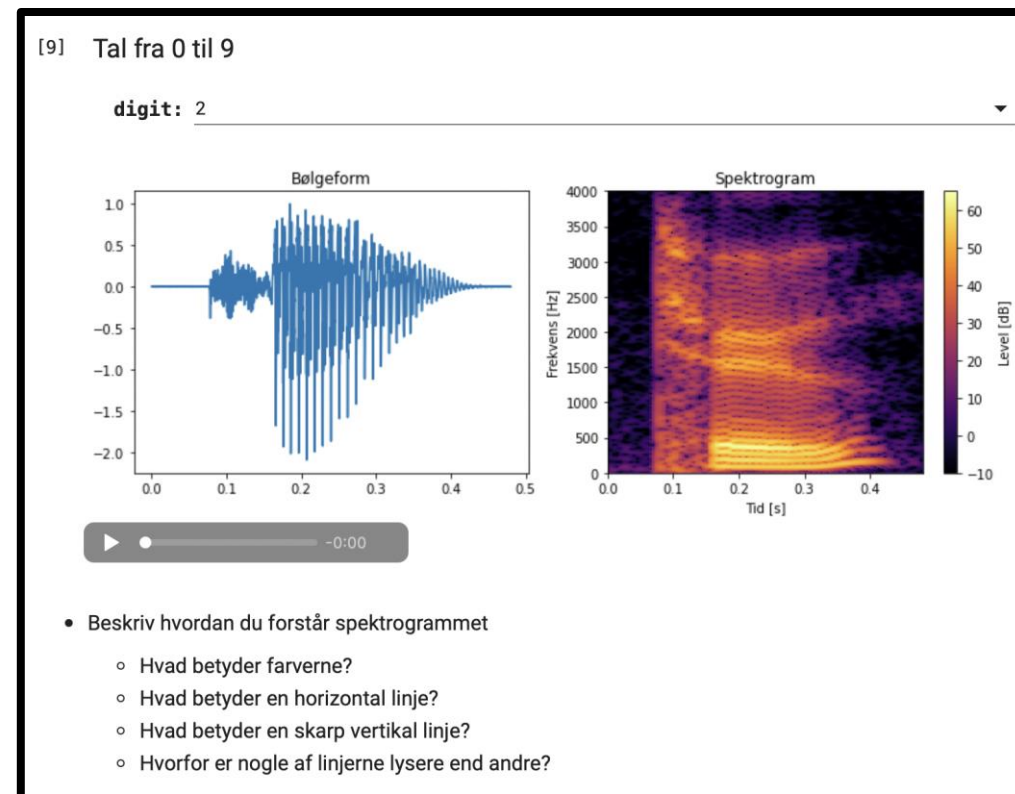 [9] Tal fra 0 til 9
digit: 2
Bølgeform
1.0
0.5
0.0
−0.5
−1.0
−1.5
−2.0
0.0 0.1 0.2 0.3 0.4 0.5
Spektrogram
Frekvens [Hz]
4000
3500
3000
2500
2000
1500
1000
500
0
0.0 0.1 0.2 0.3 0.4
Tid [s]
60
50
40
30
20
10
0
−10
Level [dB]
-0:00
• Beskriv hvordan du forstår spektrogrammet
◦ Hvad betyder farverne?
◦ Hvad betyder en horizontal linje?
◦ Hvad betyder en skarp vertikal linje?
◦ Hvorfor er nogle af linjerne lysere end andre?